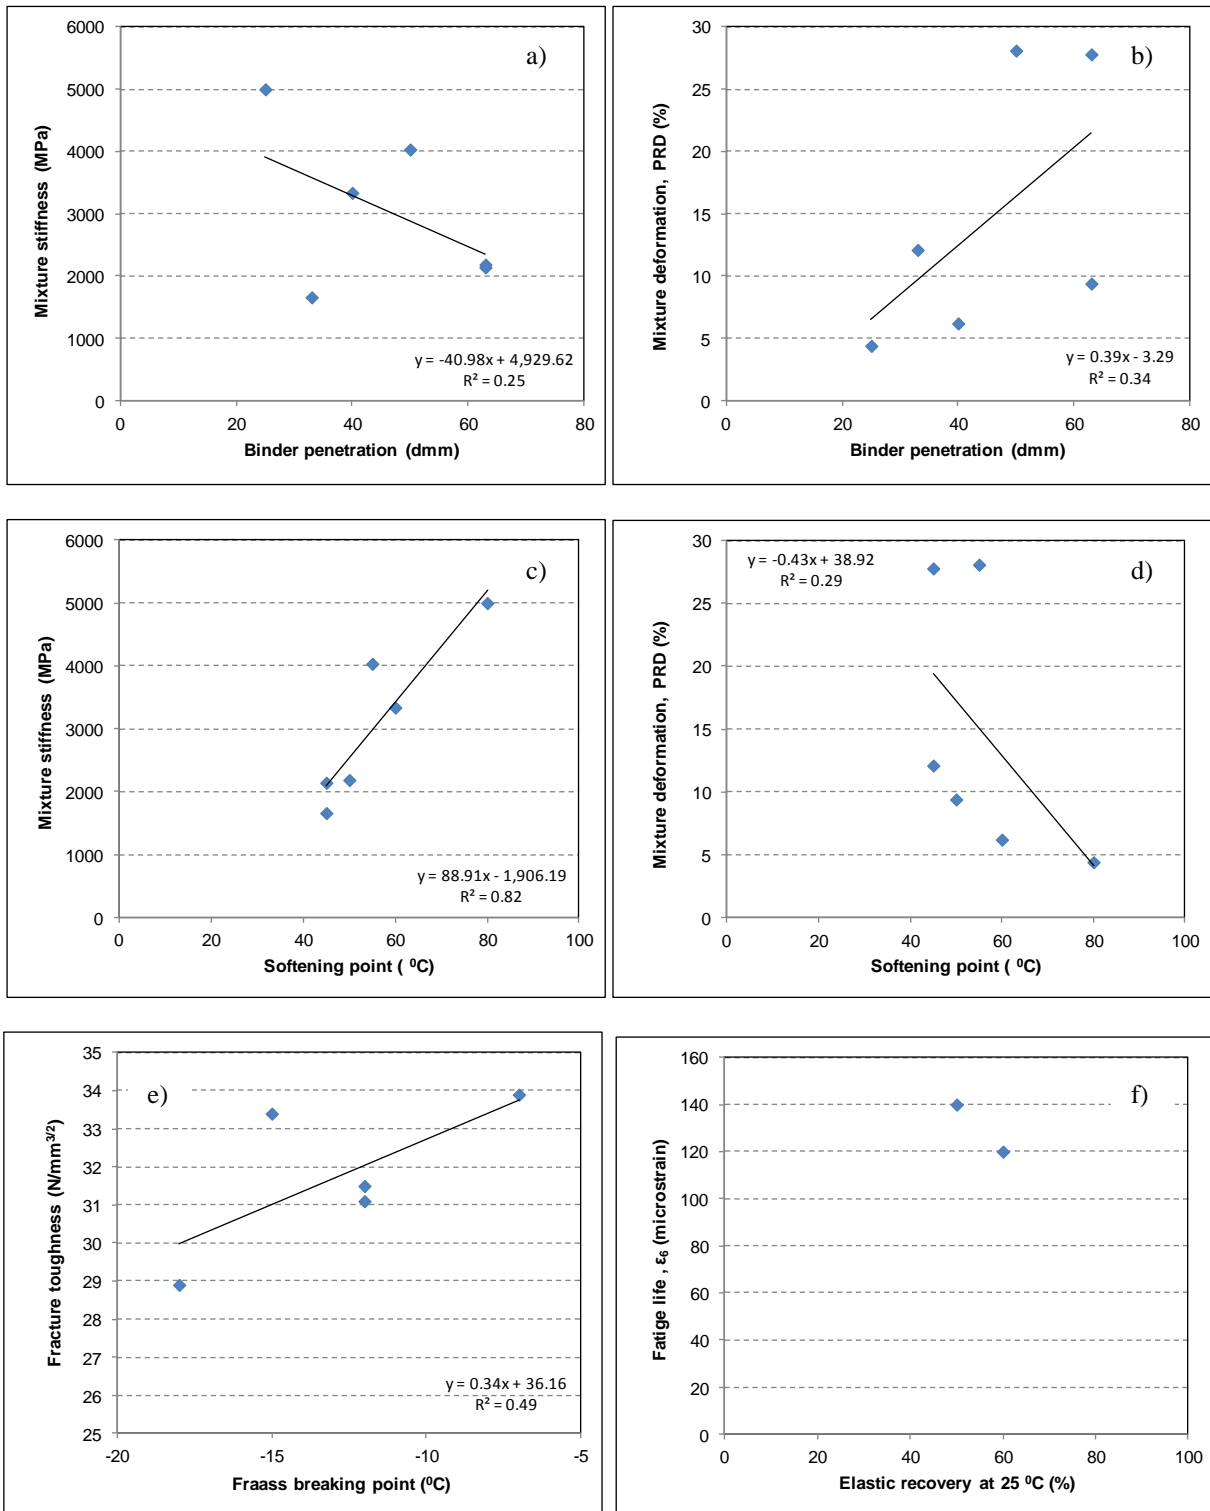 a)
Mixture stiffness (MPa)
6000
5000
4000
3000
2000
1000
0
y = -40.98x + 4,929.62
R² = 0.25
0 20 40 60 80
Binder penetration (dmm)
b)
Mixture deformation, PRD (%)
30
25
20
15
10
5
0
y = 0.39x - 3.29
R² = 0.34
0 20 40 60 80
Binder penetration (dmm)
c)
Mixture stiffness (MPa)
6000
5000
4000
3000
2000
1000
0
y = 88.91x - 1,906.19
R² = 0.82
0 20 40 60 80 100
Softening point ( ⁰C)
d)
Mixture deformation, PRD (%)
30
25
20
15
10
5
0
y = -0.43x + 38.92
R² = 0.29
0 20 40 60 80 100
Softening point ( ⁰C)
e)
Fracture toughness (N/mm³/²)
35
34
33
32
31
30
29
28
27
26
25
y = 0.34x + 36.16
R² = 0.49
-20 -15 -10 -5
Fraass breaking point (⁰C)
f)
Fatige life , ε₆ (microstrain)
160
140
120
100
80
60
40
20
0
0 20 40 60 80 100
Elastic recovery at 25 ⁰C (%)